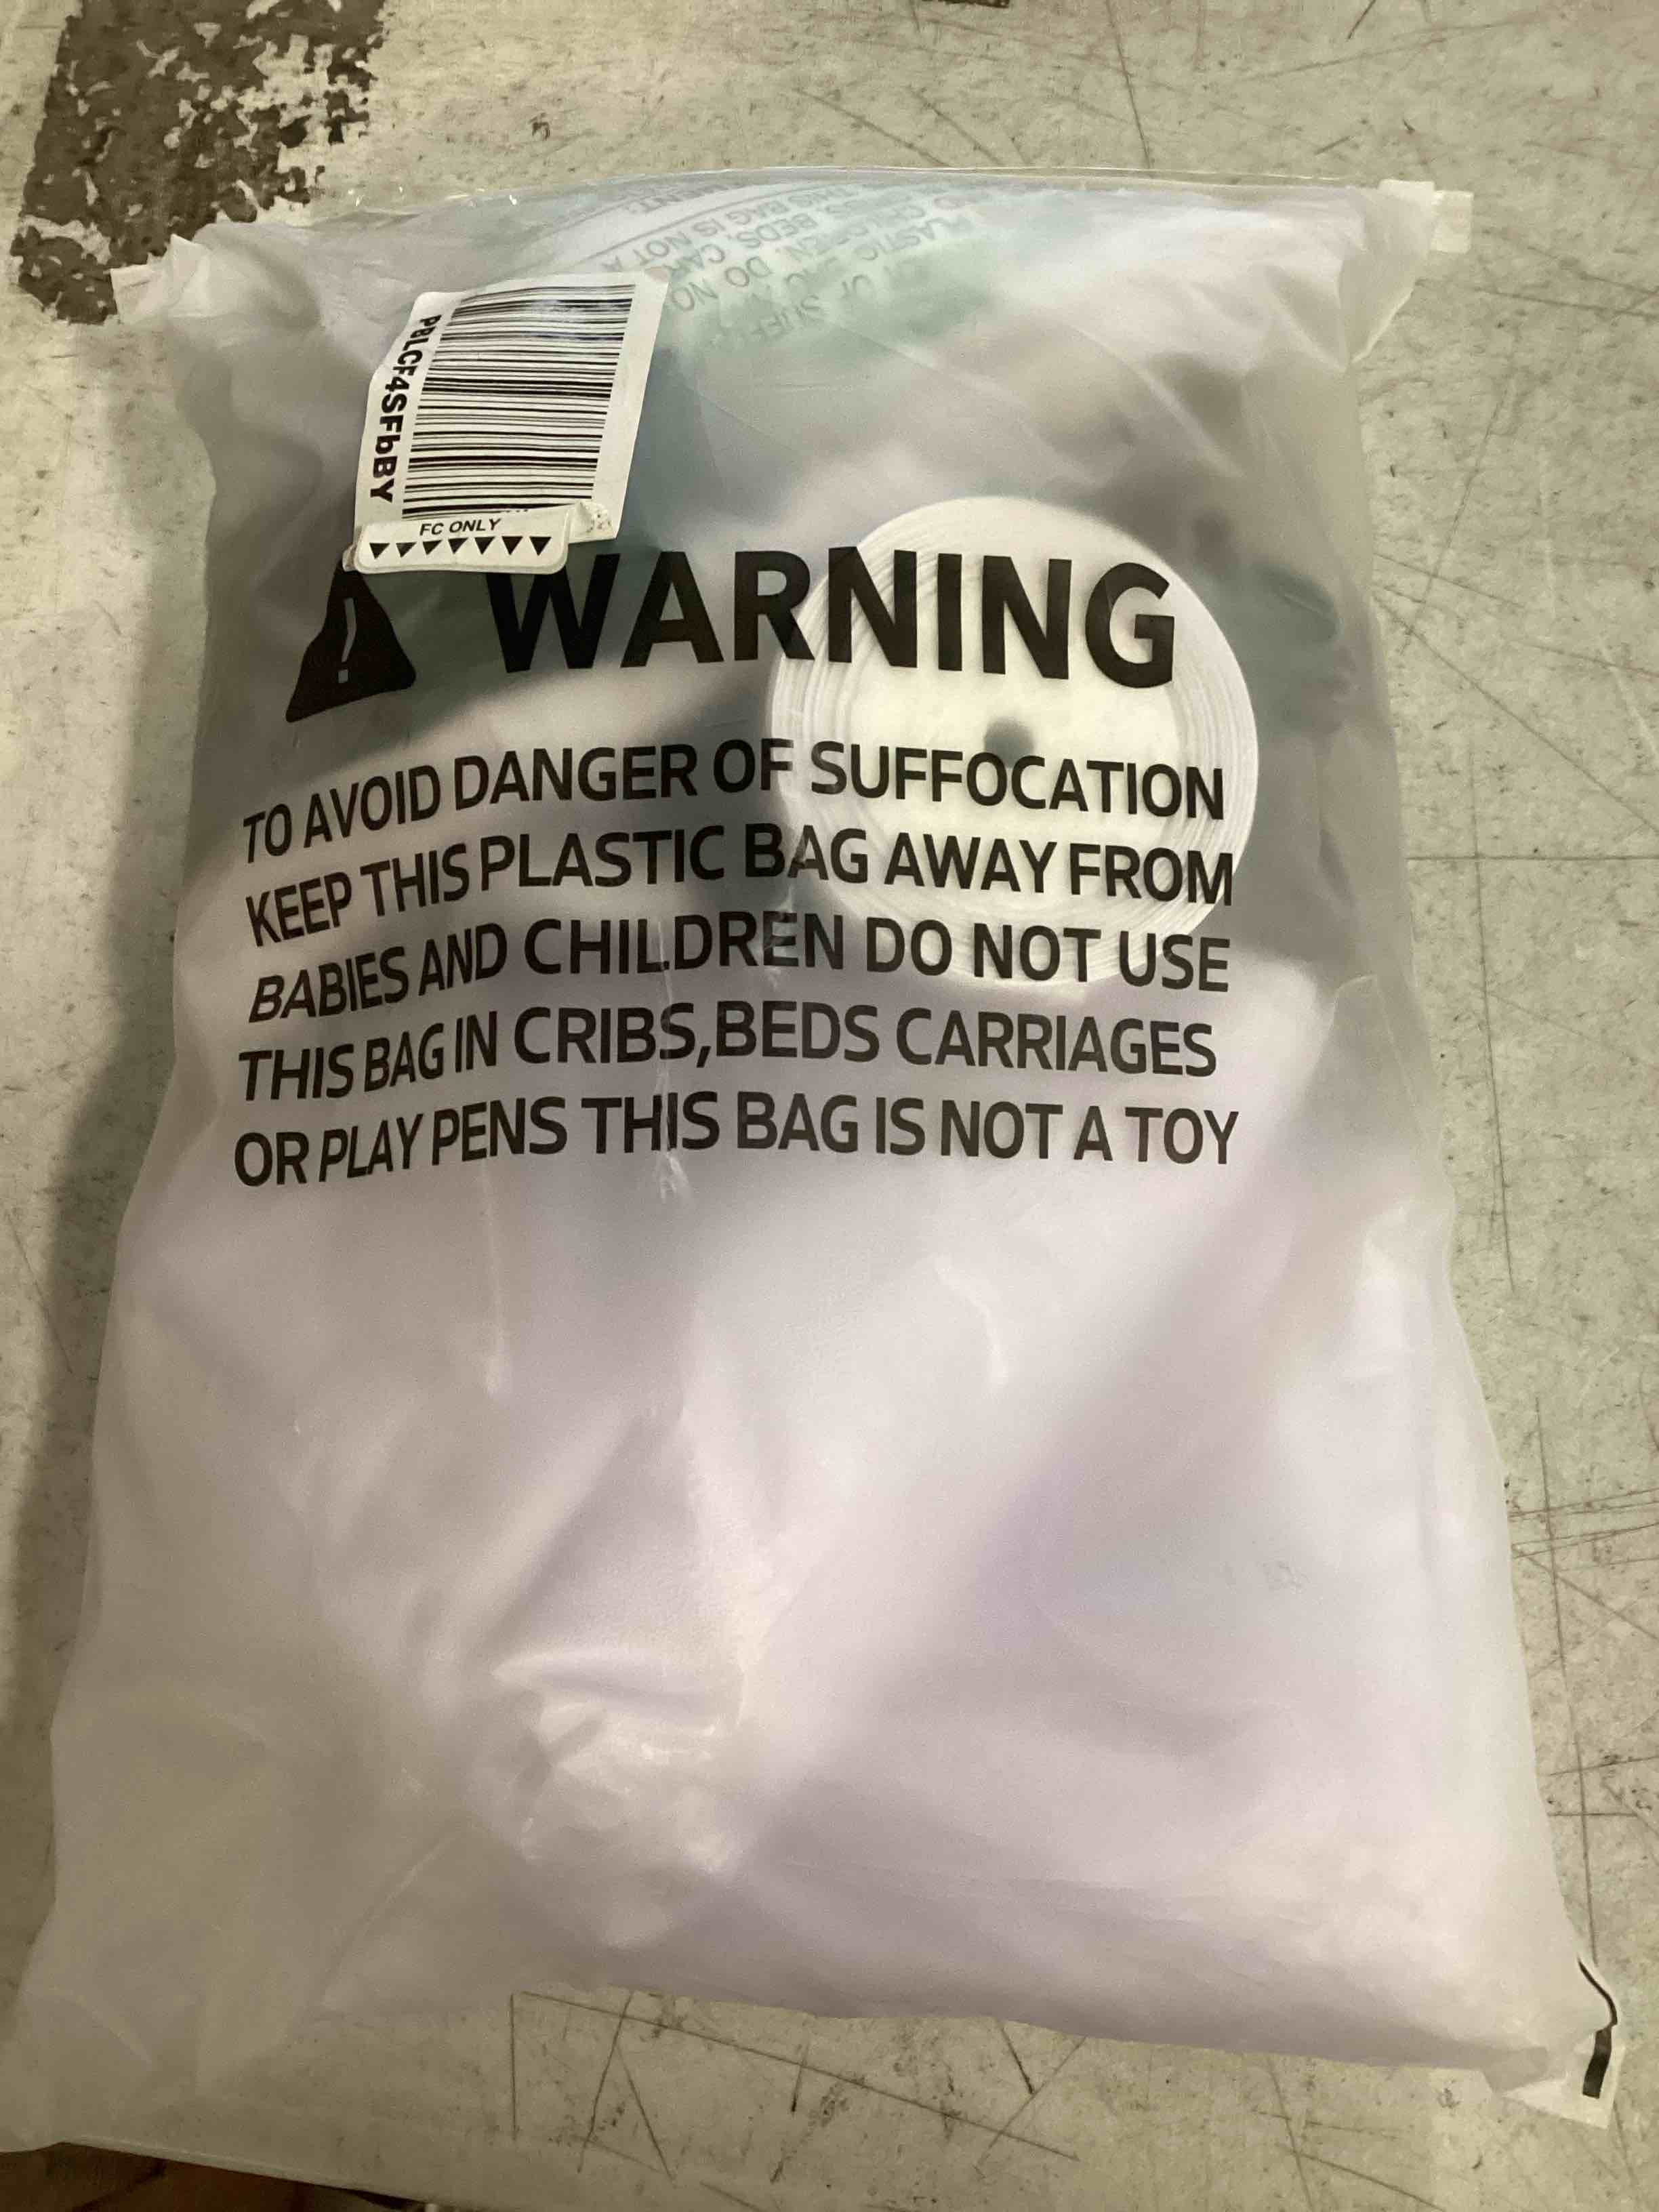 PBLCF4SFbBY
FC ONLY
WARNING
TO AVOID DANGER OF SUFFOCATION
KEEP THIS PLASTIC BAG AWAY FROM
BABIES AND CHILDREN DO NOT USE
THIS BAG IN CRIBS,BEDS CARRIAGES
OR PLAY PENS THIS BAG IS NOT A TOY